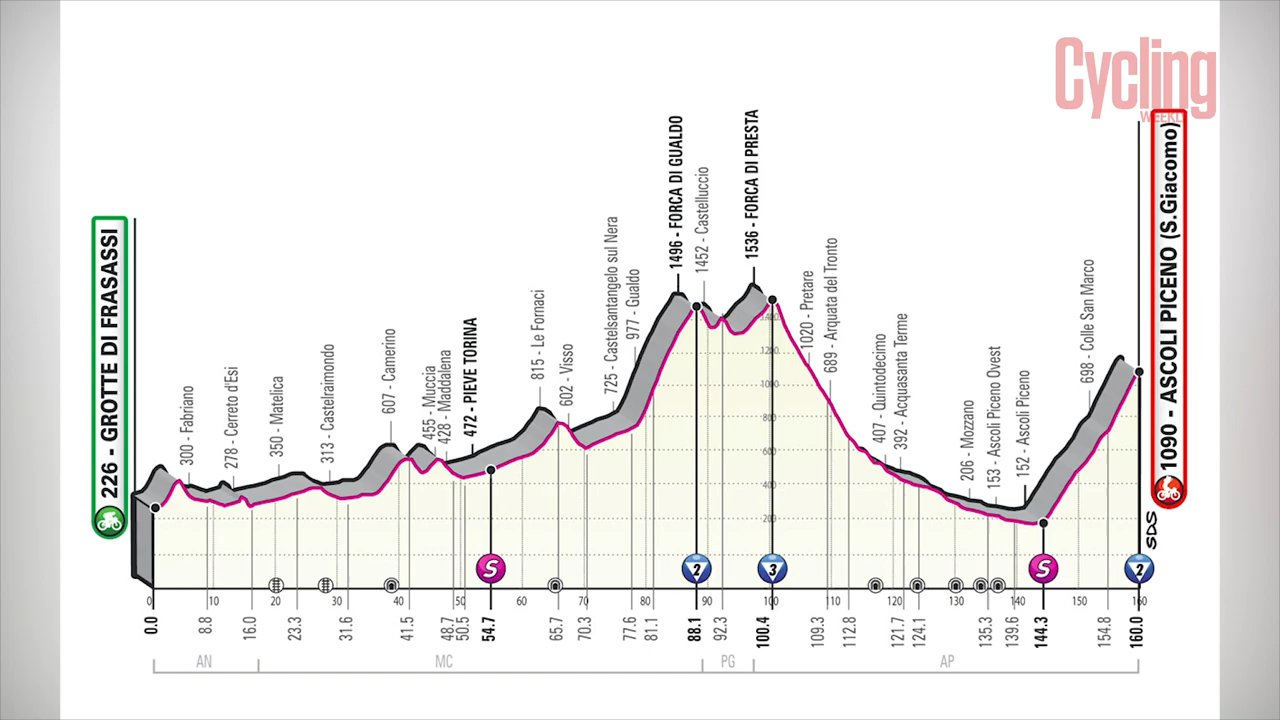 Cycling
WEEKLY
226 - GROTTE DI FRASASSI
300 - Fabriano
278 - Cerreto d'Esi
350 - Matelica
313 - Castelraimondo
607 - Camerino
455 - Muccia
428 - Maddalena
472 - PIEVE TORINA
815 - Le Fornaci
602 - Visso
725 - Castelsantangelo sul Nera
977 - Gualdo
1496 - FORCA DI GUALDO
1452 - Castelluccio
1536 - FORCA DI PRESTA
1020 - Pretare
689 - Arquata del Tronto
407 - Quintodecimo
392 - Acquasanta Terme
206 - Mozzano
153 - Ascoli Piceno Ovest
152 - Ascoli Piceno
698 - Colle San Marco
1090 - ASCOLI PICENO (S.Giacomo)
1400
1200
1000
800
600
400
200
SDS
S 2 3 S 2
0 10 20 30 40 50 60 70 80 90 100 110 120 130 140 150 160
0.0 8.8 16.0 23.3 31.6 41.5 48.7 50.5 54.7 65.7 70.3 77.6 81.1 88.1 92.3 100.4 109.3 112.8 121.7 124.1 135.3 139.6 144.3 154.8 160.0
AN MC PG AP